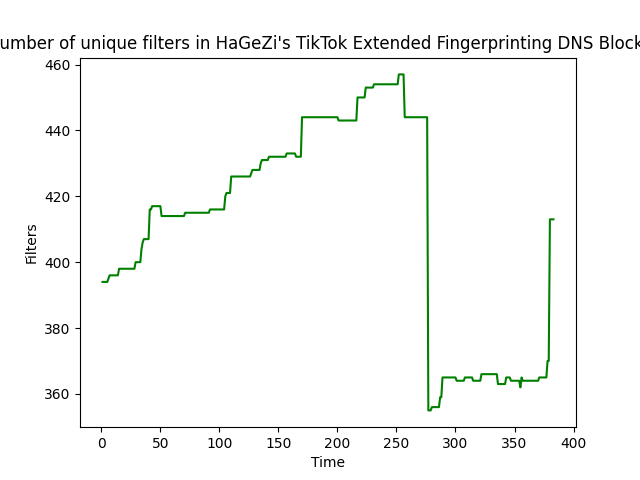 umber of unique filters in HaGeZi's TikTok Extended Fingerprinting DNS Block
460
440
420
400
380
360
Filters
0 50 100 150 200 250 300 350 400
Time